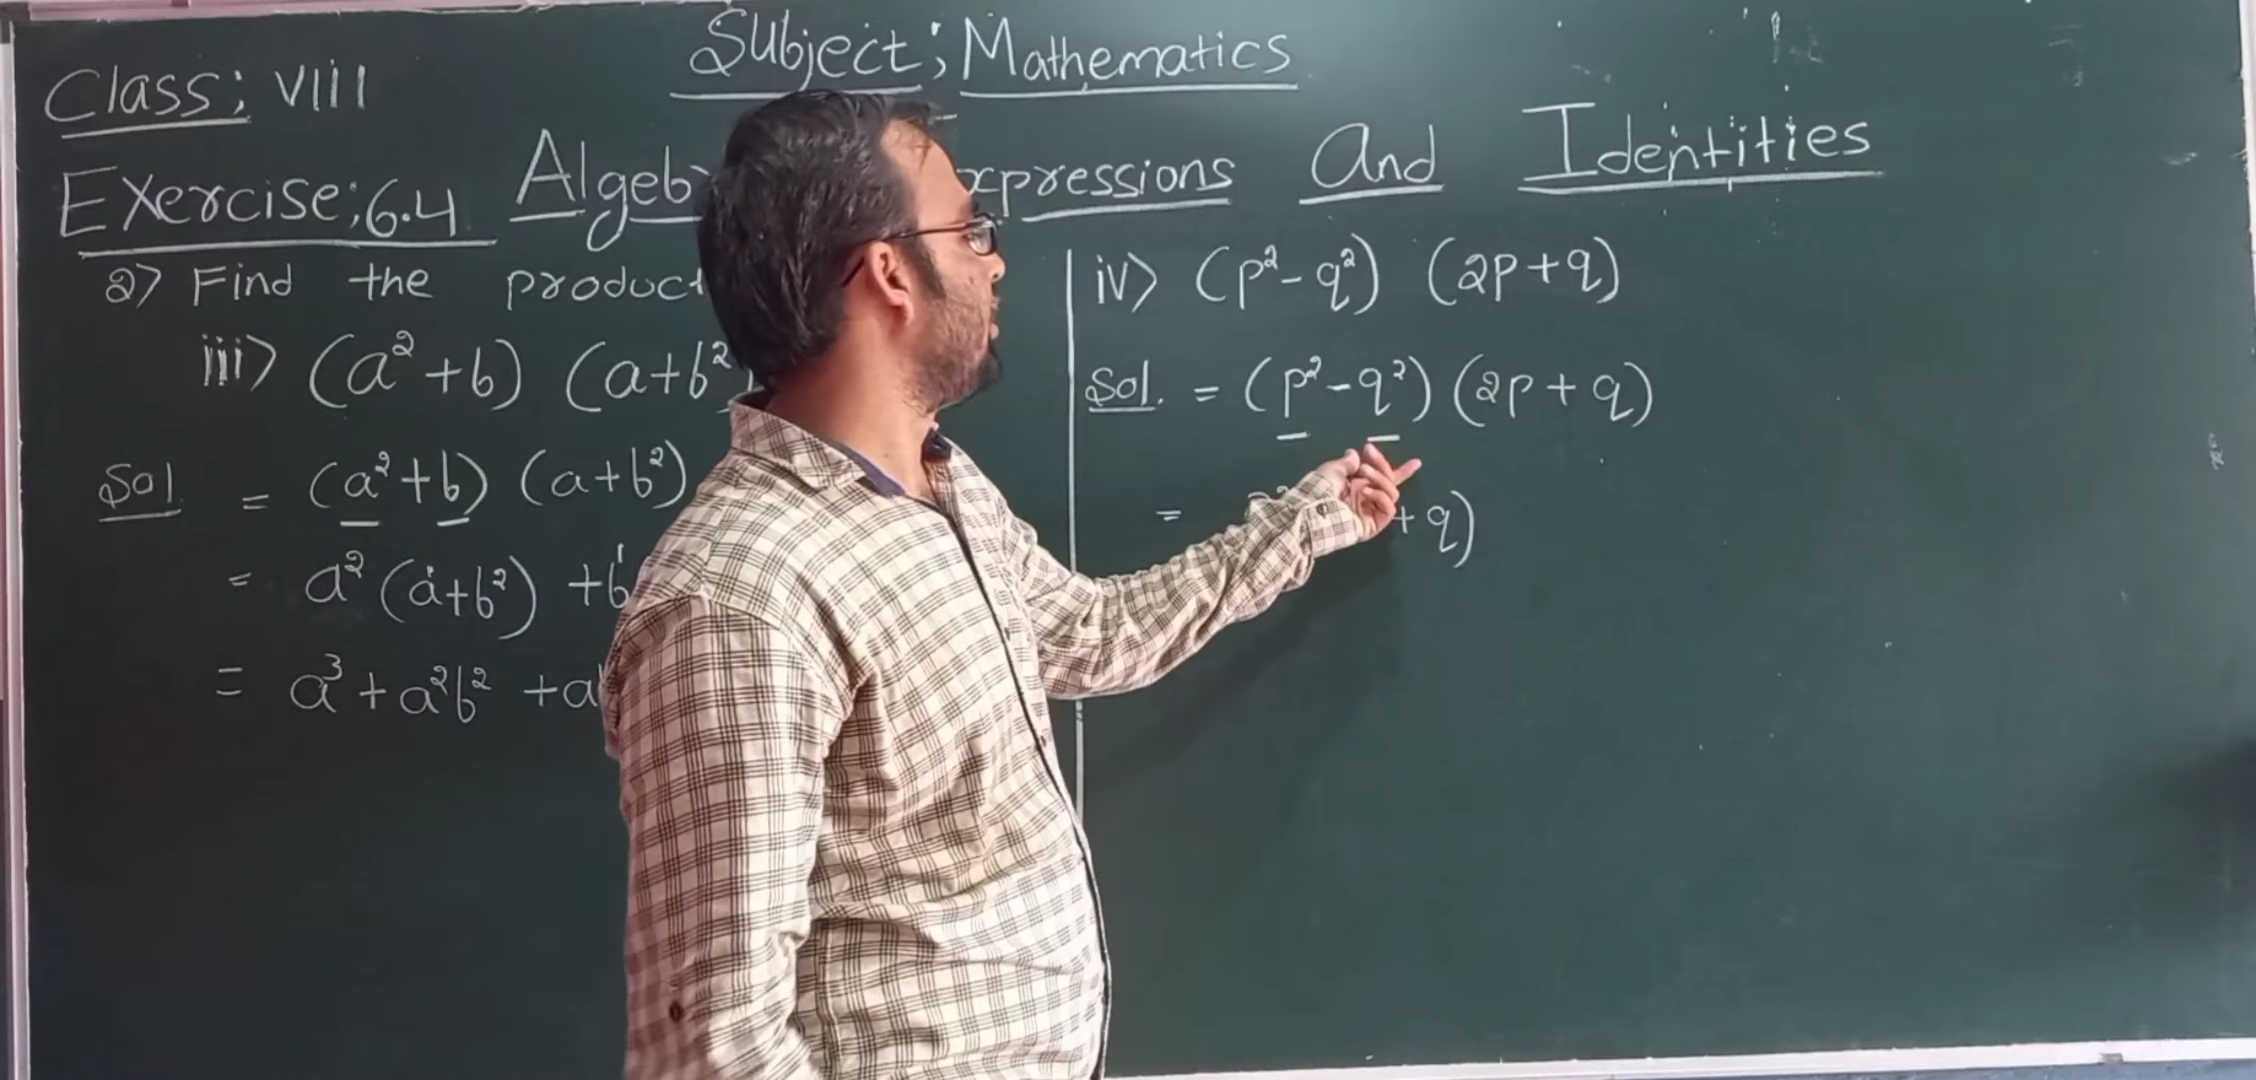 Subject; Mathematics
Class; VIII
Exercise; 6.4 Algeb xpressions And Identities
2) Find the product
iii) (a²+b) (a+b²)
Sol = (a²+b) (a+b²)
= a² (a+b²) +b
= a³ + a²b² +a
iv) (p²-q²) (2p+q)
Sol. = (p²-q²) (2p+q)
= + q)